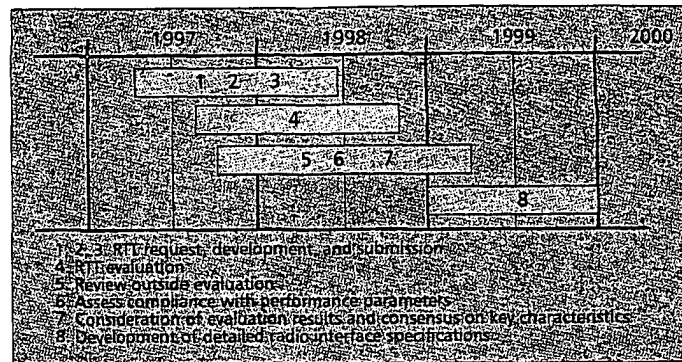 1997 1998 1999 2000
1 2 3
4
5 6 7
8
1, 2, 3: RTT request, development, and submission
4: RTT evaluation
5: Review outside evaluation
6: Assess compliance with performance parameters
7: Consideration of evaluation results and consensus on key characteristics
8: Development of detailed radio interface specifications